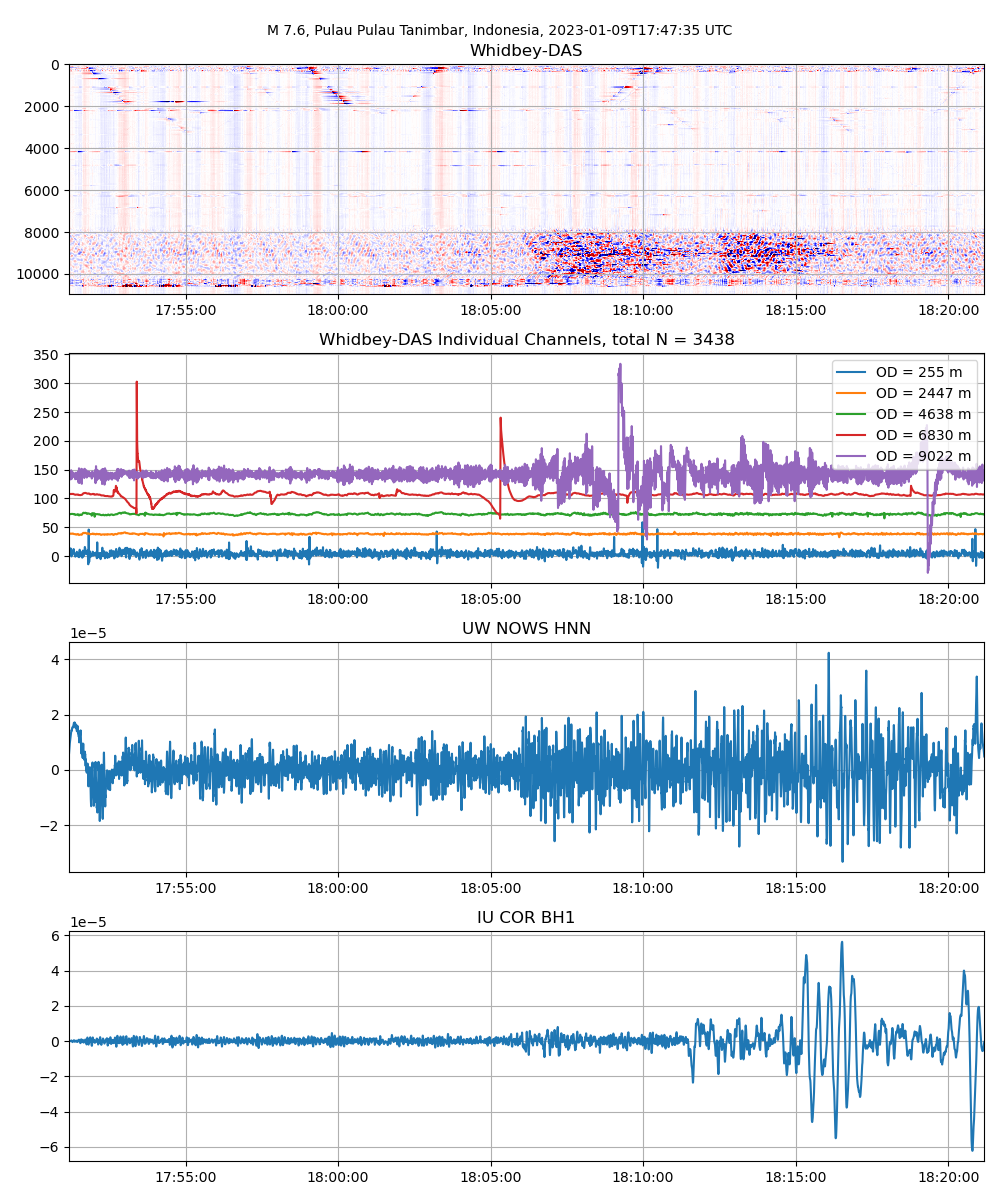 M 7.6, Pulau Pulau Tanimbar, Indonesia, 2023-01-09T17:47:35 UTC
Whidbey-DAS
0
2000
4000
6000
8000
10000
17:55:00 18:00:00 18:05:00 18:10:00 18:15:00 18:20:00
Whidbey-DAS Individual Channels, total N = 3438
350
300
250
200
150
100
50
0
OD = 255 m
OD = 2447 m
OD = 4638 m
OD = 6830 m
OD = 9022 m
17:55:00 18:00:00 18:05:00 18:10:00 18:15:00 18:20:00
1e−5
UW NOWS HNN
4
2
0
−2
17:55:00 18:00:00 18:05:00 18:10:00 18:15:00 18:20:00
1e−5
IU COR BH1
6
4
2
0
−2
−4
−6
17:55:00 18:00:00 18:05:00 18:10:00 18:15:00 18:20:00